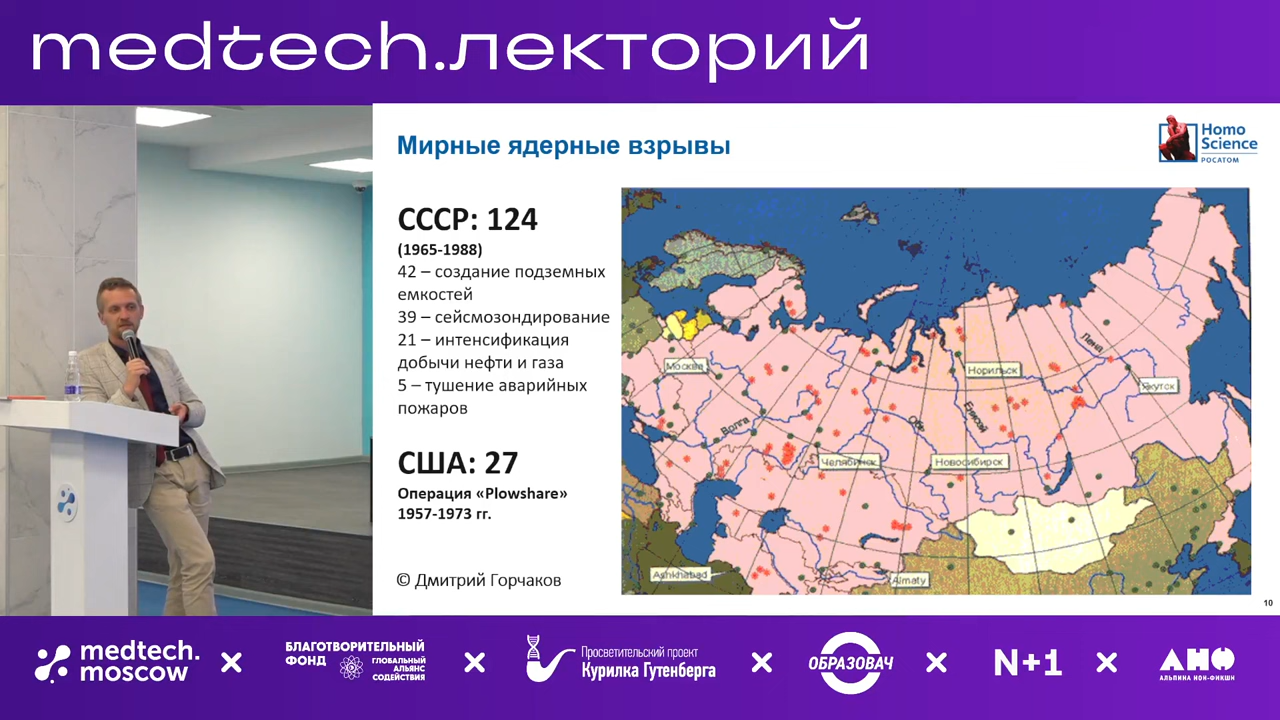 medtech.лекторий
Мирные ядерные взрывы
Homo
Science
РОСАТОМ
СССР: 124
(1965-1988)
42 – создание подземных
емкостей
39 – сейсмозондирование
21 – интенсификация
добычи нефти и газа
5 – тушение аварийных
пожаров
США: 27
Операция «Plowshare»
1957-1973 гг.
© Дмитрий Горчаков
Москва
Норильск
Лена
Якутск
Волга
Обь
Енисей
Челябинск
Новосибирск
Ashkhabad
Almaty
10
medtech.
moscow
БЛАГОТВОРИТЕЛЬНЫЙ
ФОНД
ГЛОБАЛЬНЫЙ
АЛЬЯНС
СОДЕЙСТВИЯ
Просветительский проект
Курилка Гутенберга
ОБРАЗОВАЧ
N+1
АНФ
АЛЬПИНА НОН-ФИКШН